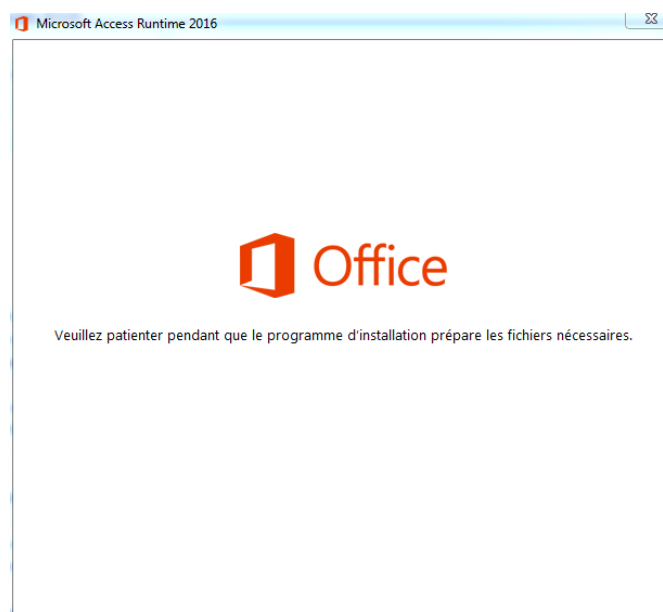 Microsoft Access Runtime 2016
Office
Veuillez patienter pendant que le programme d'installation prépare les fichiers nécessaires.